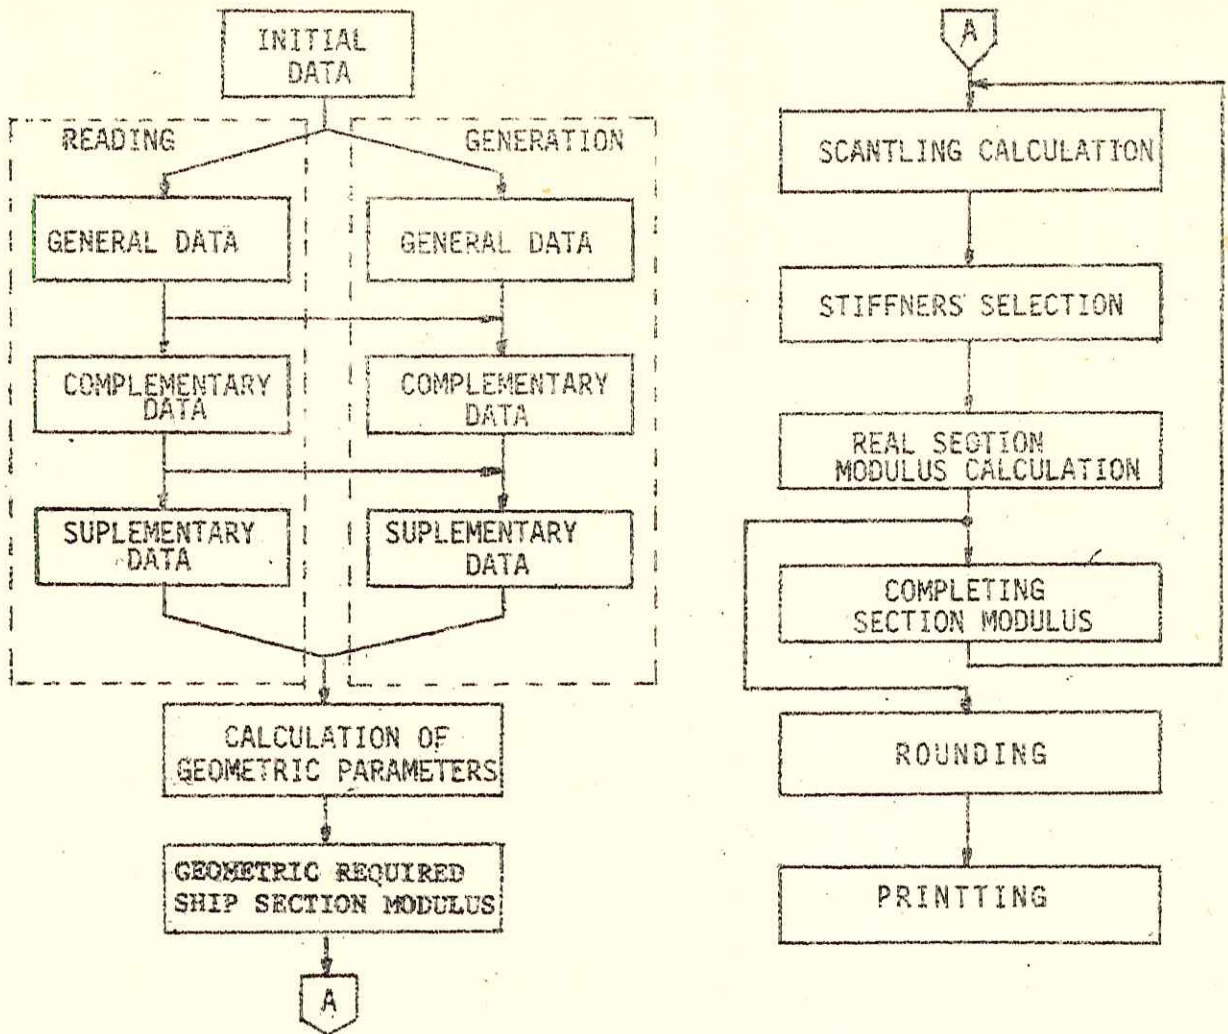 INITIAL
DATA
READING
GENERATION
GENERAL DATA
GENERAL DATA
COMPLEMENTARY
DATA
COMPLEMENTARY
DATA
SUPLEMENTARY
DATA
SUPLEMENTARY
DATA
CALCULATION OF
GEOMETRIC PARAMETERS
GEOMETRIC REQUIRED
SHIP SECTION MODULUS
A
A
SCANTLING CALCULATION
STIFFNERS SELECTION
REAL SECTION
MODULUS CALCULATION
COMPLETING
SECTION MODULUS
ROUNDING
PRINTTING